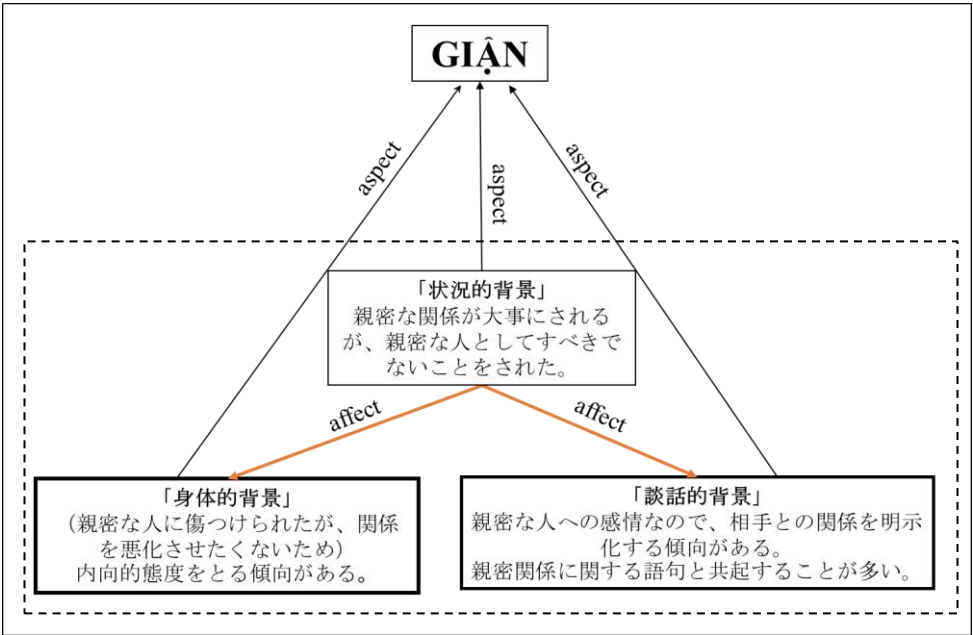 GIẬN
aspect
aspect
aspect
「状況的背景」
親密な関係が大事にされる
が、親密な人としてすべきで
ないことをされた。
affect
affect
「身体的背景」
（親密な人に傷つけられたが、関係
を悪化させたくないため）
内向的態度をとる傾向がある。
「談話的背景」
親密な人への感情なので、相手との関係を明示
化する傾向がある。
親密関係に関する語句と共起することが多い。